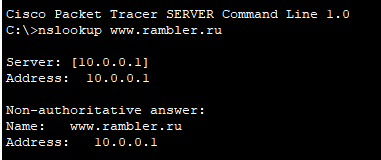 Cisco Packet Tracer SERVER Command Line 1.0
C:\>nslookup www.rambler.ru
Server: [10.0.0.1]
Address:  10.0.0.1
Non-authoritative answer:
Name:   www.rambler.ru
Address:   10.0.0.1